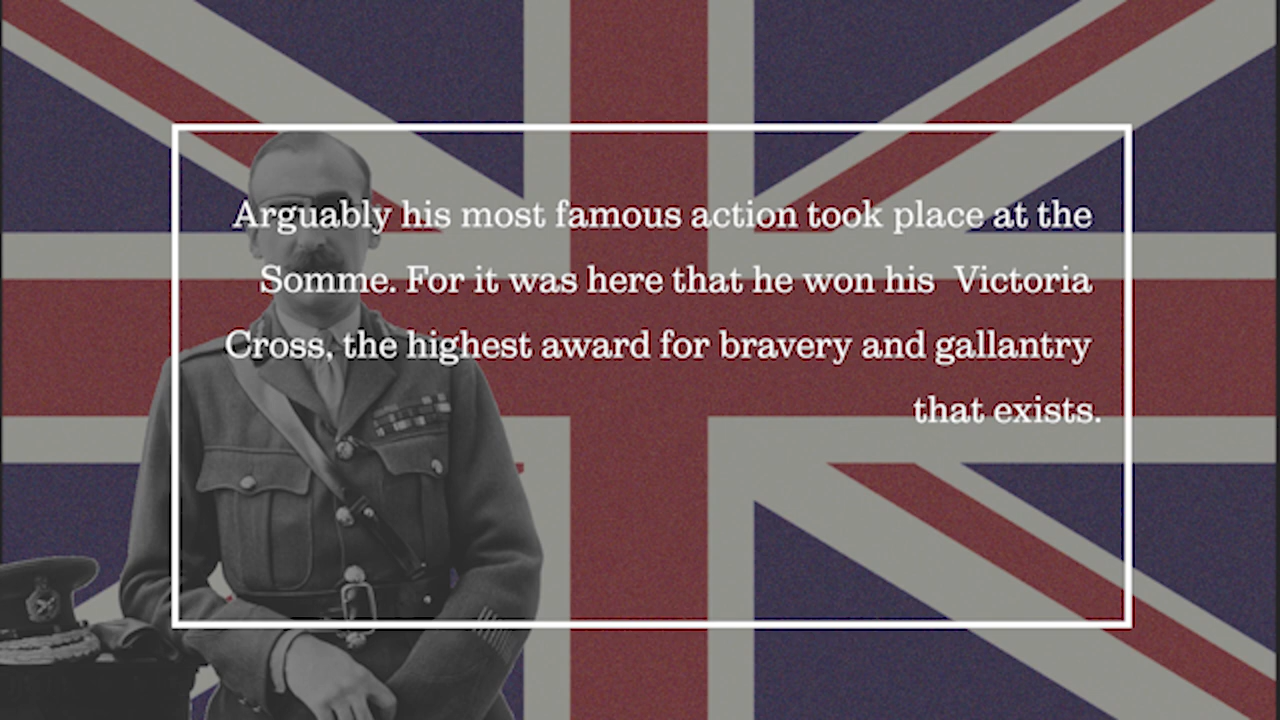 Arguably his most famous action took place at the
Somme. For it was here that he won his  Victoria
Cross, the highest award for bravery and gallantry
that exists.